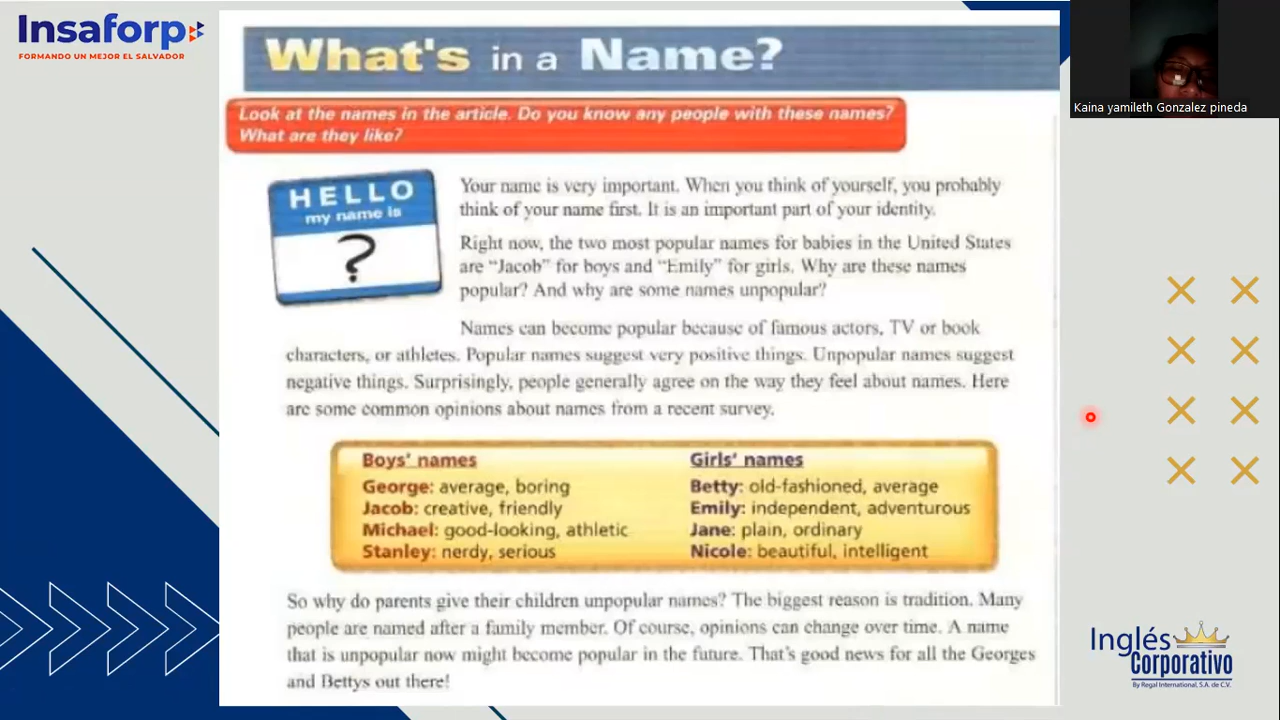 Insaforp
FORMANDO UN MEJOR EL SALVADOR
What's in a Name?
Look at the names in the article. Do you know any people with these names?
What are they like?
HELLO
my name is
?
Your name is very important. When you think of yourself, you probably
think of your name first. It is an important part of your identity.
Right now, the two most popular names for babies in the United States
are "Jacob" for boys and "Emily" for girls. Why are these names
popular? And why are some names unpopular?
Names can become popular because of famous actors, TV or book
characters, or athletes. Popular names suggest very positive things. Unpopular names suggest
negative things. Surprisingly, people generally agree on the way they feel about names. Here
are some common opinions about names from a recent survey.
Boys' names
George: average, boring
Jacob: creative, friendly
Michael: good-looking, athletic
Stanley: nerdy, serious
Girls' names
Betty: old-fashioned, average
Emily: independent, adventurous
Jane: plain, ordinary
Nicole: beautiful, intelligent
So why do parents give their children unpopular names? The biggest reason is tradition. Many
people are named after a family member. Of course, opinions can change over time. A name
that is unpopular now might become popular in the future. That's good news for all the Georges
and Bettys out there!
Kaina yamileth Gonzalez pineda
Inglés
Corporativo
By Regal International, S.A. de C.V.